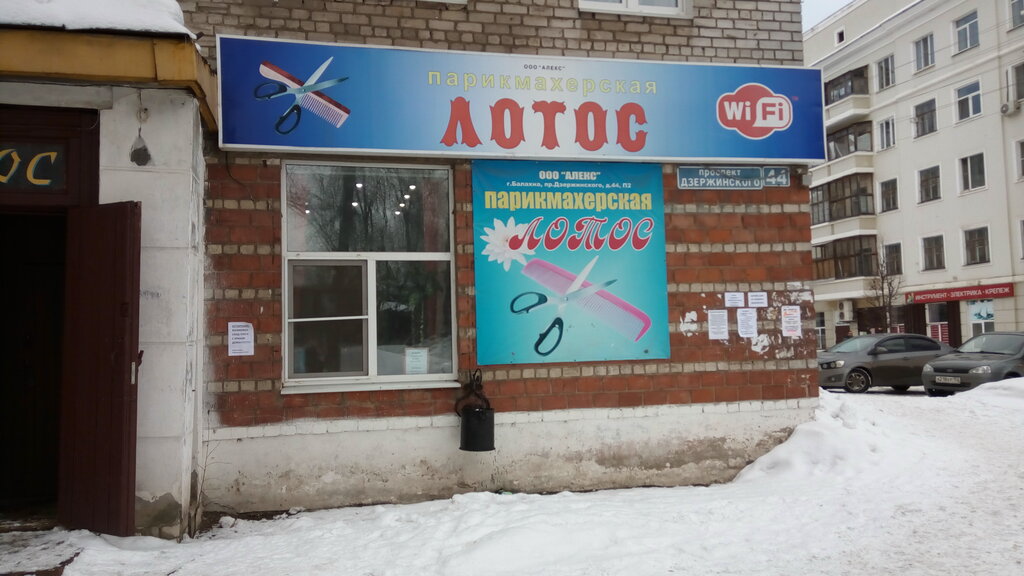 ООО "АЛЕКС"
парикмахерская
ЛОТОС
WiFi
ОС
ООО "АЛЕКС"
г.Балахна, пр.Дзержинского, д.44, П2
парикмахерская
ЛОТОС
проспект
ДЗЕРЖИНСКОГО 44
ИНСТРУМЕНТ-ЭЛЕКТРИКА-КРЕПЕЖ